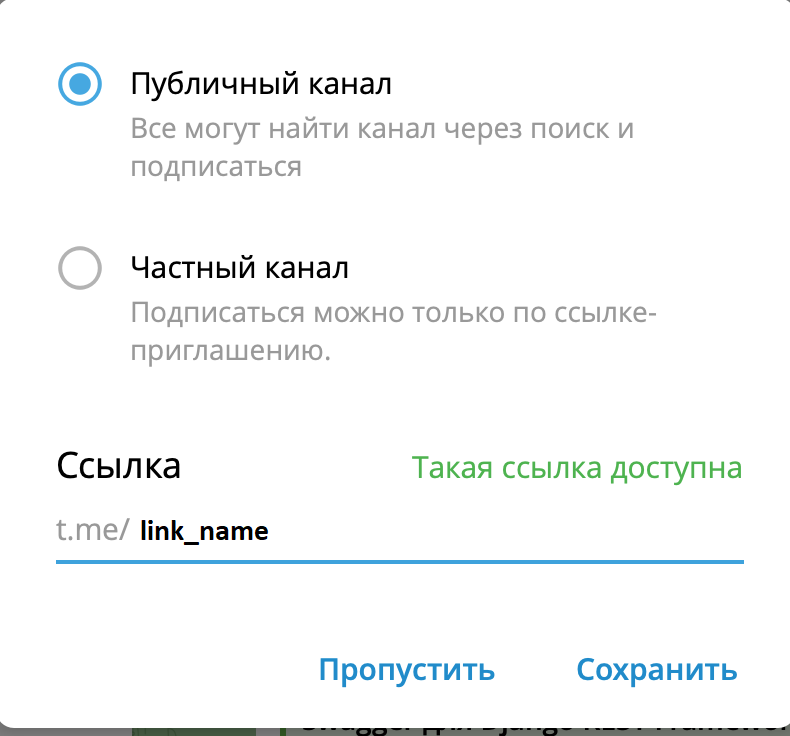 Публичный канал
Все могут найти канал через поиск и
подписаться
Частный канал
Подписаться можно только по ссылке-
приглашению.
Ссылка
Такая ссылка доступна
t.me/ link_name
Пропустить
Сохранить